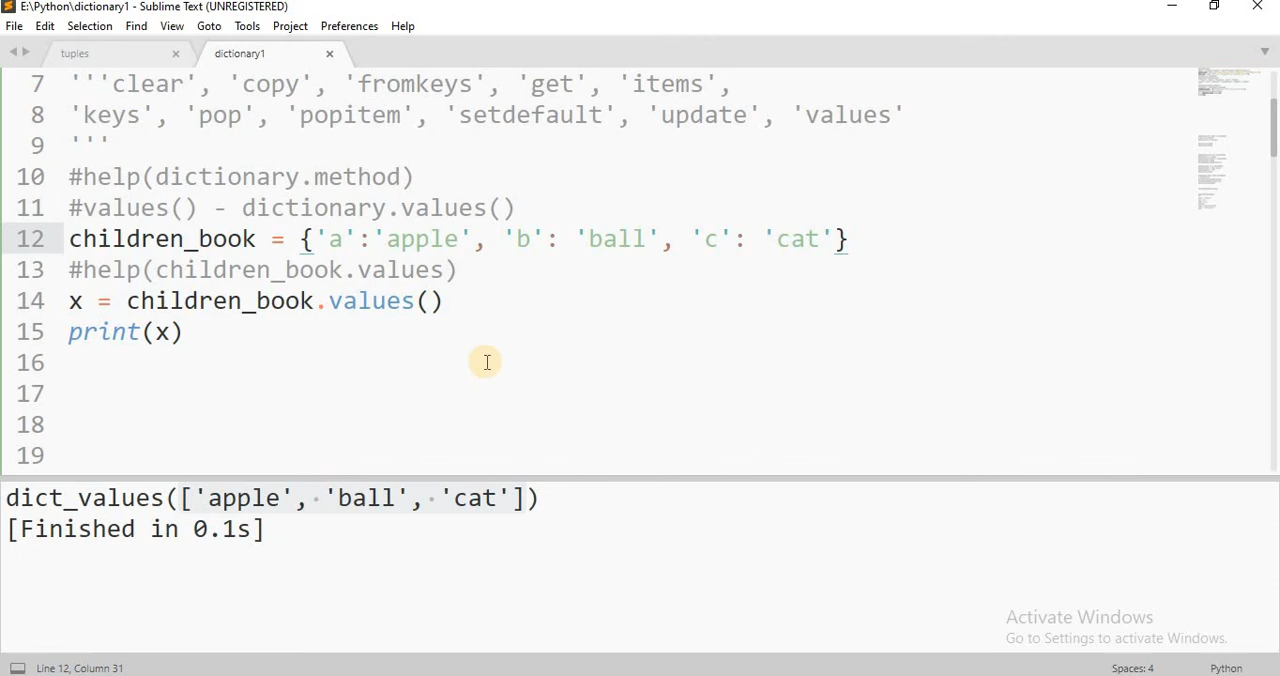 E:\Python\dictionary1 - Sublime Text (UNREGISTERED)
File Edit Selection Find View Goto Tools Project Preferences Help
tuples dictionary1
7 '''clear', 'copy', 'fromkeys', 'get', 'items',
8 'keys', 'pop', 'popitem', 'setdefault', 'update', 'values'
9 '''
10 #help(dictionary.method)
11 #values() - dictionary.values()
12 children_book = {'a':'apple', 'b': 'ball', 'c': 'cat'}
13 #help(children_book.values)
14 x = children_book.values()
15 print(x)
16
17
18
19
dict_values(['apple', 'ball', 'cat'])
[Finished in 0.1s]
Activate Windows
Go to Settings to activate Windows.
Line 12, Column 31 Spaces: 4 Python